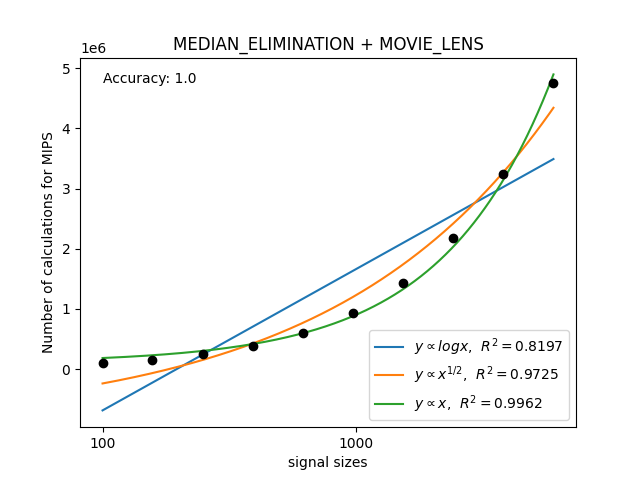 MEDIAN_ELIMINATION + MOVIE_LENS
1e6
Accuracy: 1.0
5
4
3
2
1
0
Number of calculations for MIPS
y ∝ logx, R² = 0.8197
y ∝ x^{1/2}, R² = 0.9725
y ∝ x, R² = 0.9962
100 1000
signal sizes